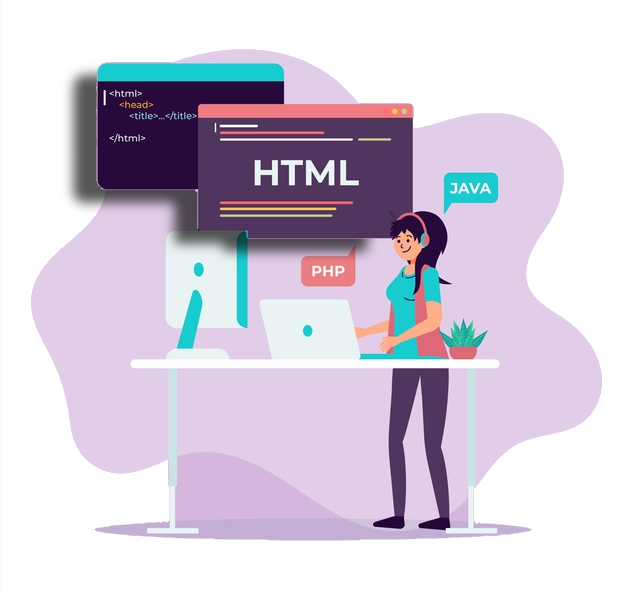 <html>
<head>
<title>...</title>
</html>
HTML
JAVA
PHP